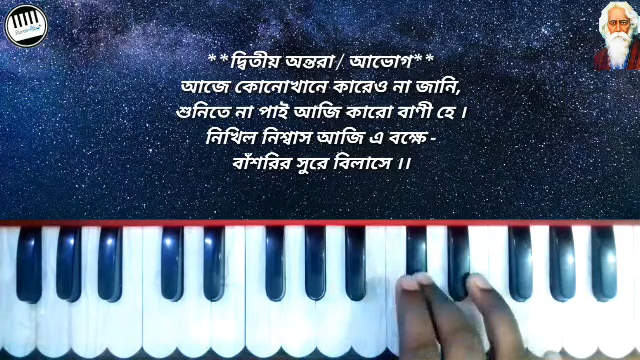 **দ্বিতীয় অন্তরা / আভোগ**
আজে কোনোখানে কারেও না জানি,
শুনিতে না পাই আজি কারো বাণী হে ।
নিখিল নিশ্বাস আজি এ বক্ষে -
বাঁশরির সুরে বিলাসে ।।